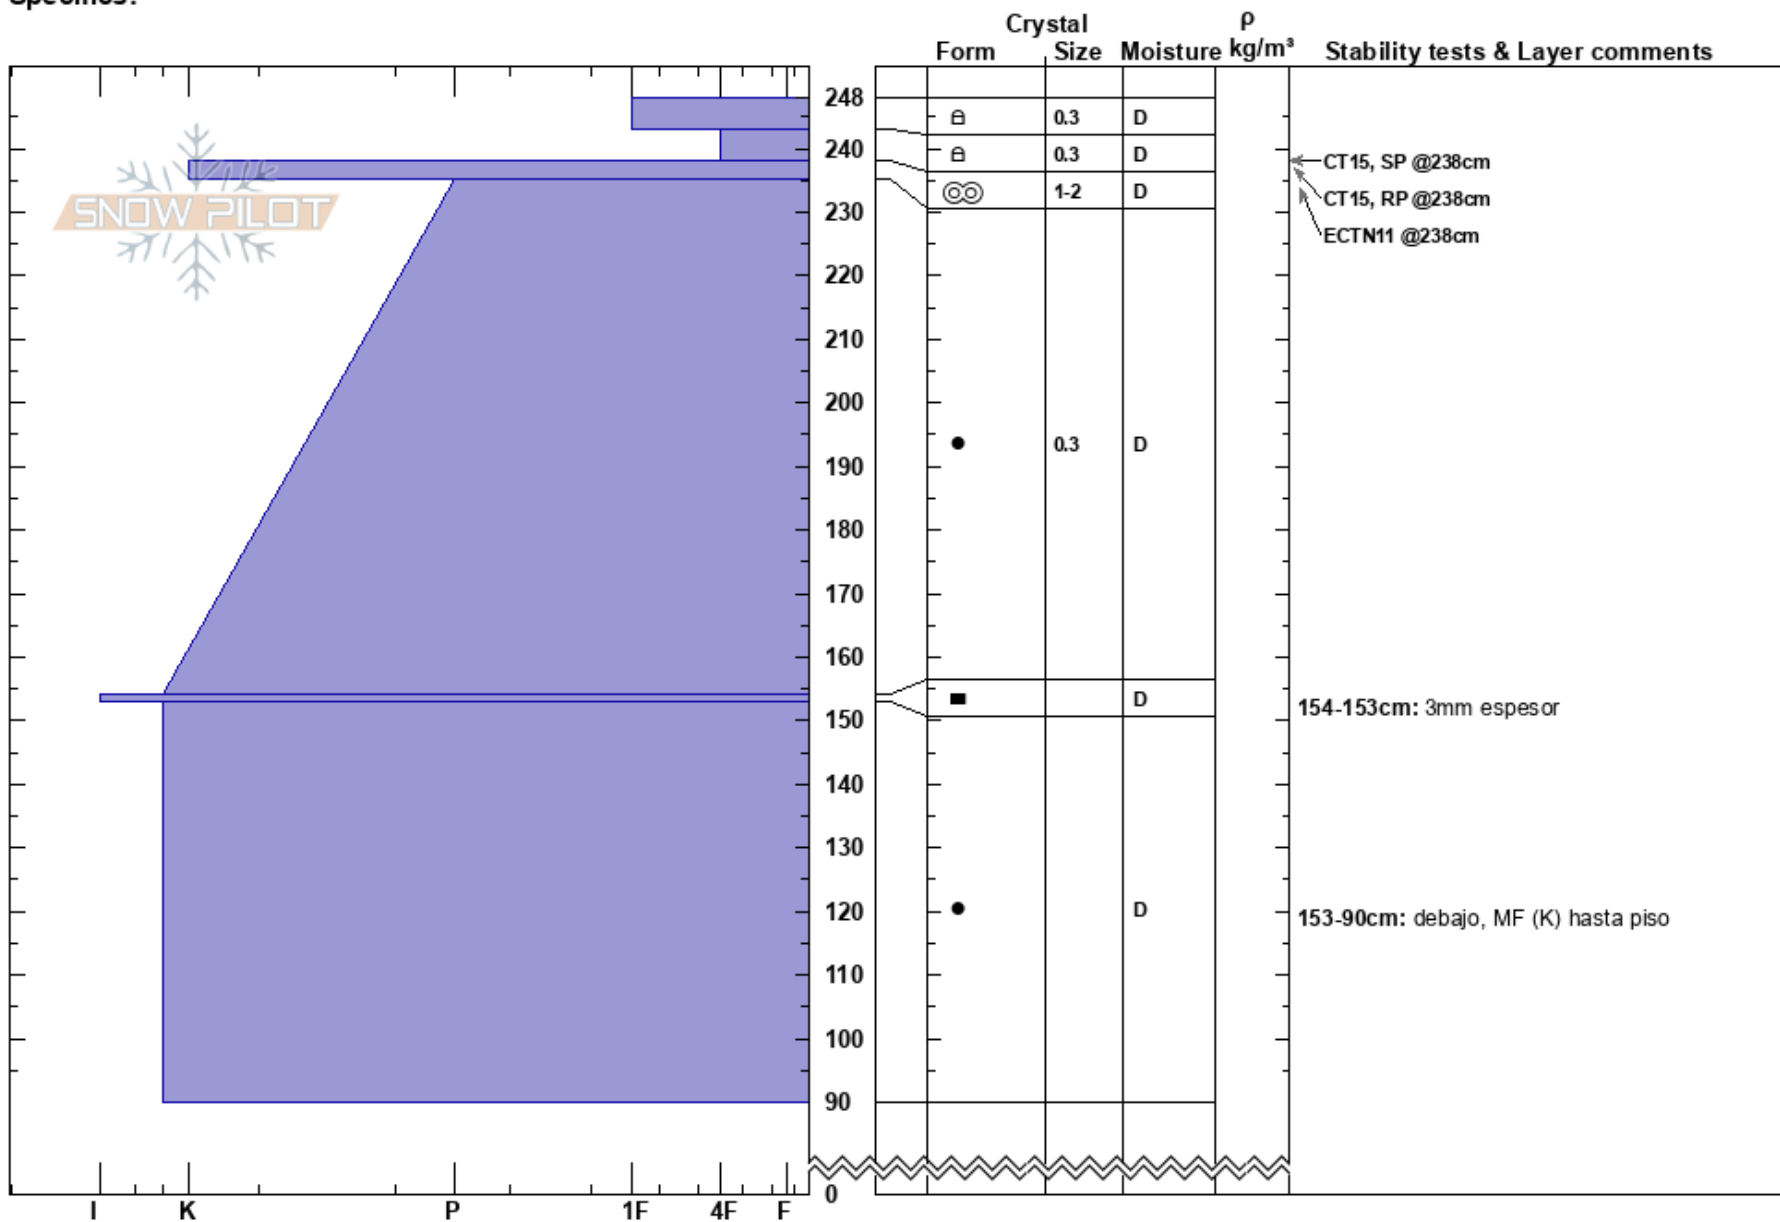 Specifics:
Crystal ρ
Form Size Moisture kg/m³ Stability tests & Layer comments
248
0.3 D
240
0.3 D
CT15, SP @238cm
1-2 D
CT15, RP @238cm
SNOW PILOT
230
ECTN11 @238cm
220
210
200
0.3 D
190
180
170
160
D
154-153cm: 3mm espesor
150
140
130
120 D
153-90cm: debajo, MF (K) hasta piso
110
100
90
0
I K P 1F 4F F